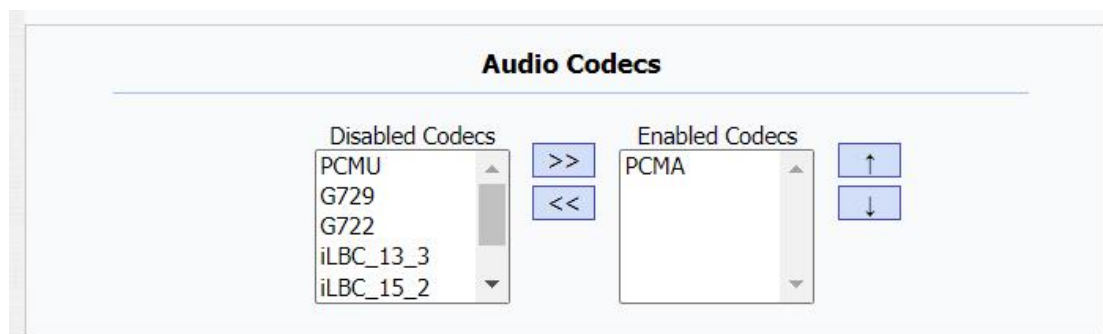 Audio Codecs
Disabled Codecs
PCMU
G729
G722
iLBC_13_3
iLBC_15_2
>>
<<
Enabled Codecs
PCMA
↑
↓